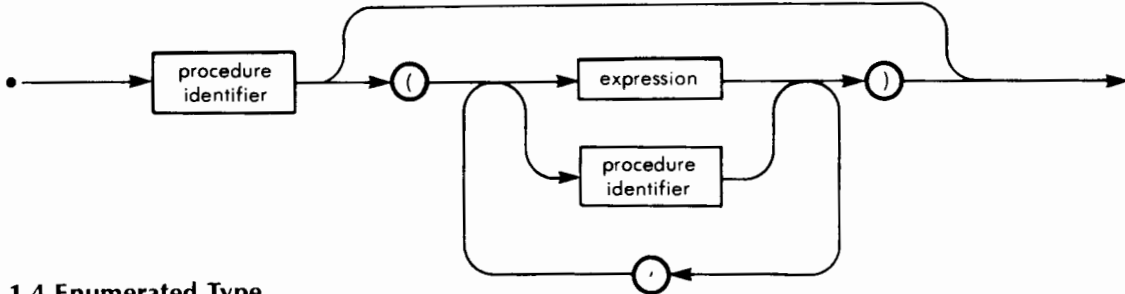 procedure
identifier
(
expression
)
procedure
identifier
,
1.4 Enumerated Type